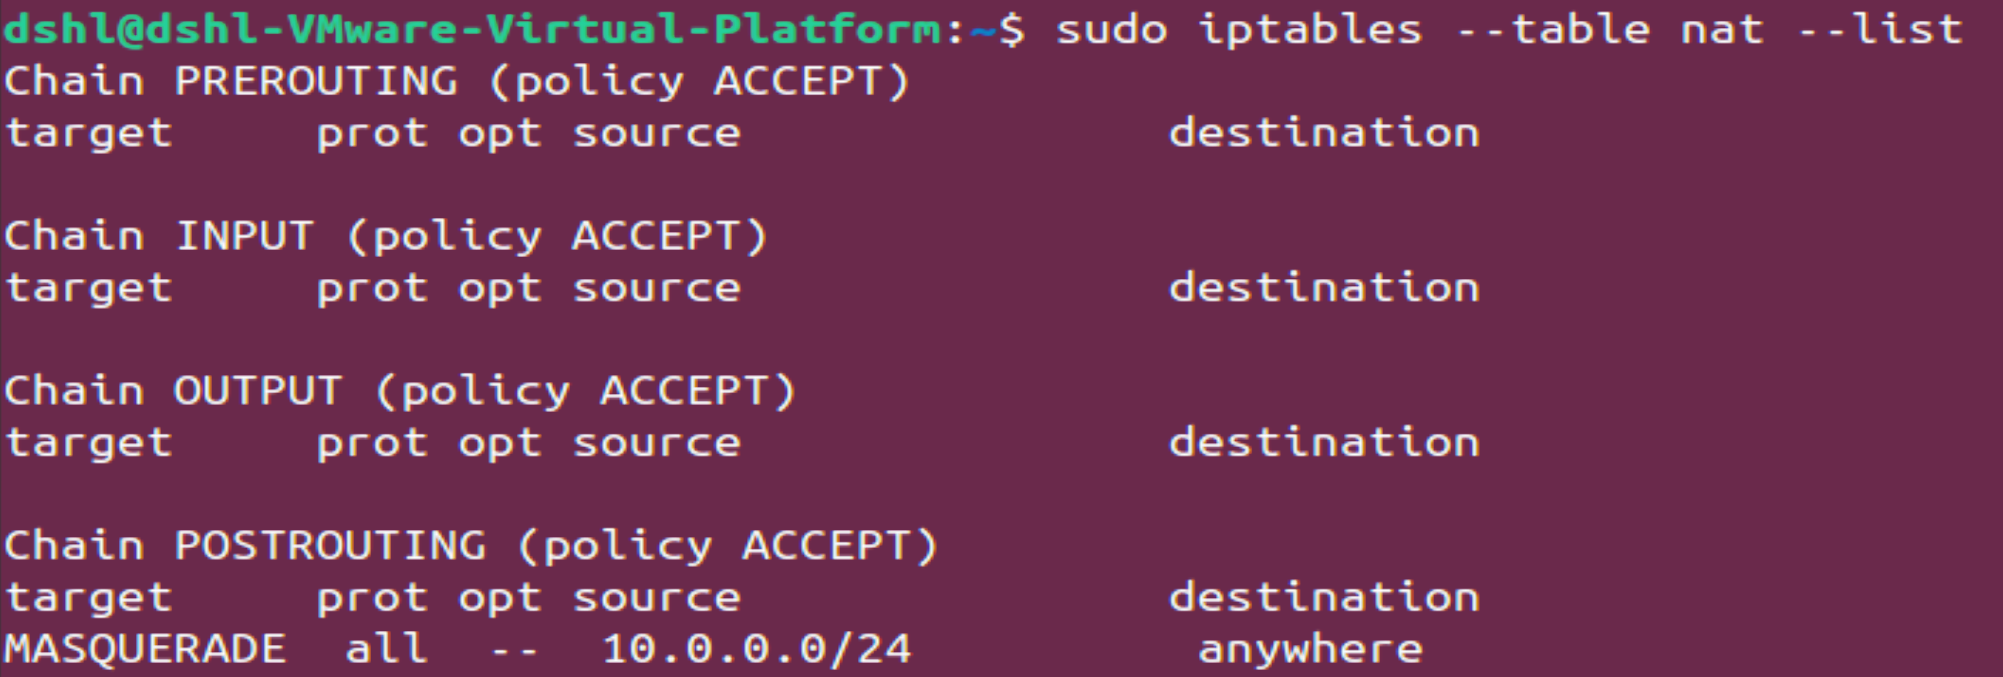 dshl@dshl-VMware-Virtual-Platform:~$ sudo iptables --table nat --list
Chain PREROUTING (policy ACCEPT)
target     prot opt source               destination

Chain INPUT (policy ACCEPT)
target     prot opt source               destination

Chain OUTPUT (policy ACCEPT)
target     prot opt source               destination

Chain POSTROUTING (policy ACCEPT)
target     prot opt source               destination
MASQUERADE  all  --  10.0.0.0/24          anywhere